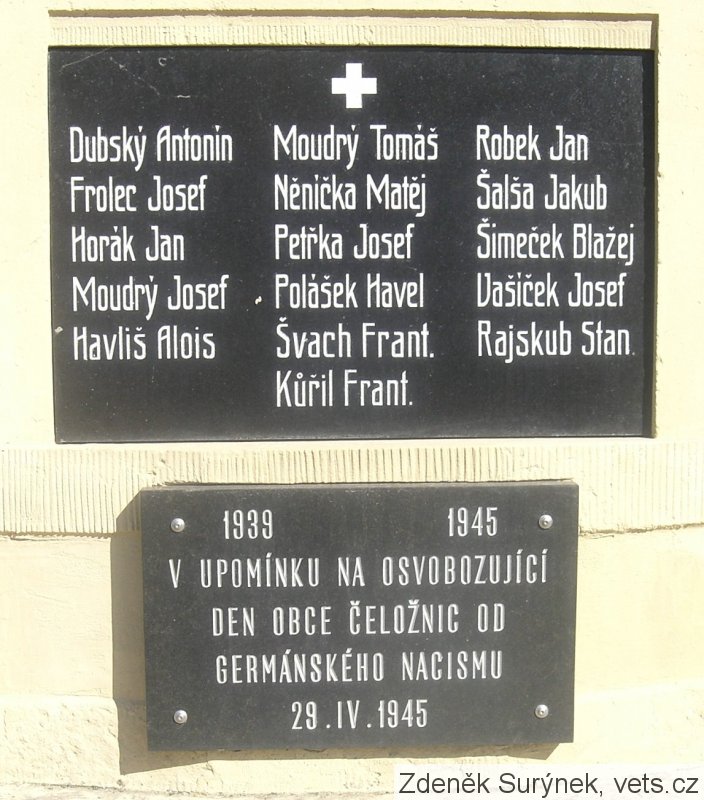 Dubský Antonín
Frolec Josef
Horák Jan
Moudrý Josef
Havliš Alois
Moudrý Tomáš
Něníčka Matěj
Petřka Josef
Polášek Havel
Švach Frant.
Kůřil Frant.
Robek Jan
Šalša Jakub
Šimeček Blažej
Vašíček Josef
Rajskub Stan.
1939 1945
V UPOMÍNKU NA OSVOBOZUJÍCÍ
DEN OBCE ČELOŽNIC OD
GERMÁNSKÉHO NACISMU
29.IV.1945
Zdeněk Surýnek, vets.cz